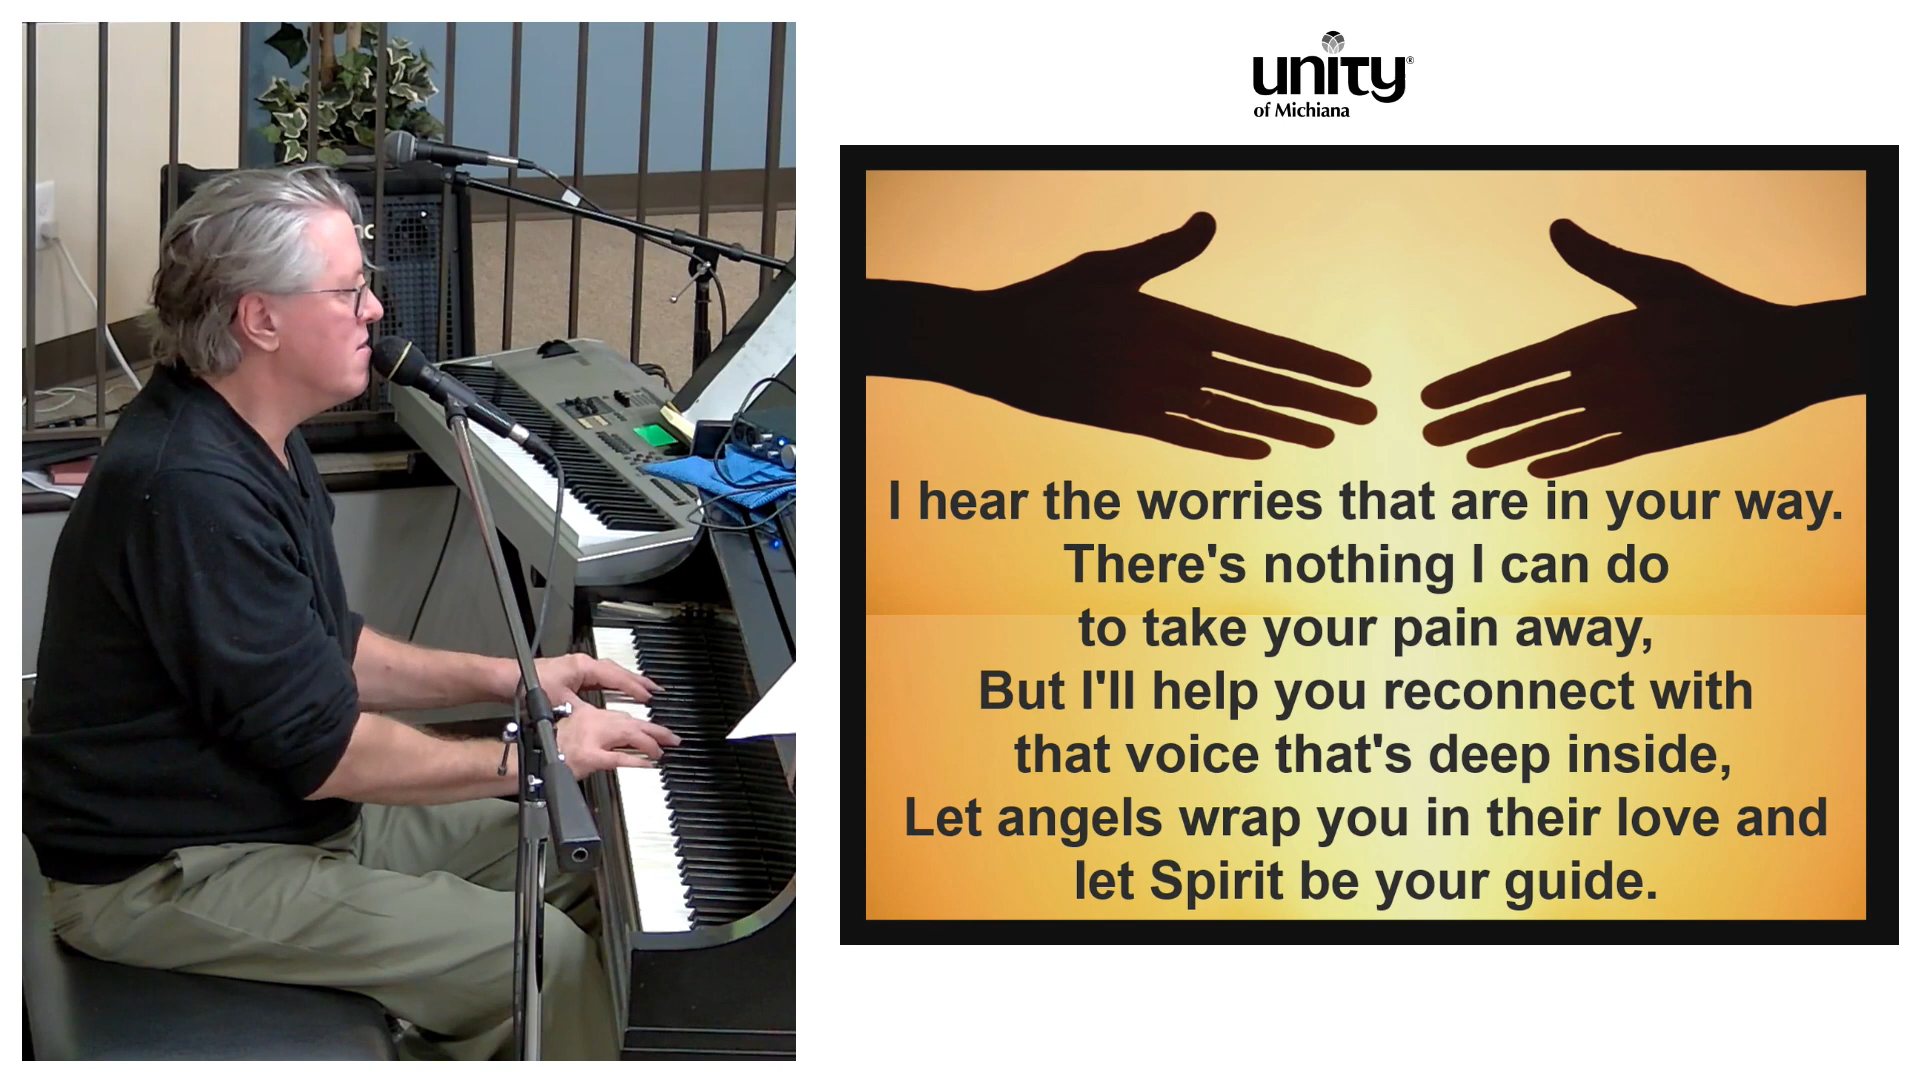 unity®
of Michiana
I hear the worries that are in your way.
There's nothing I can do
to take your pain away,
But I'll help you reconnect with
that voice that's deep inside,
Let angels wrap you in their love and
let Spirit be your guide.